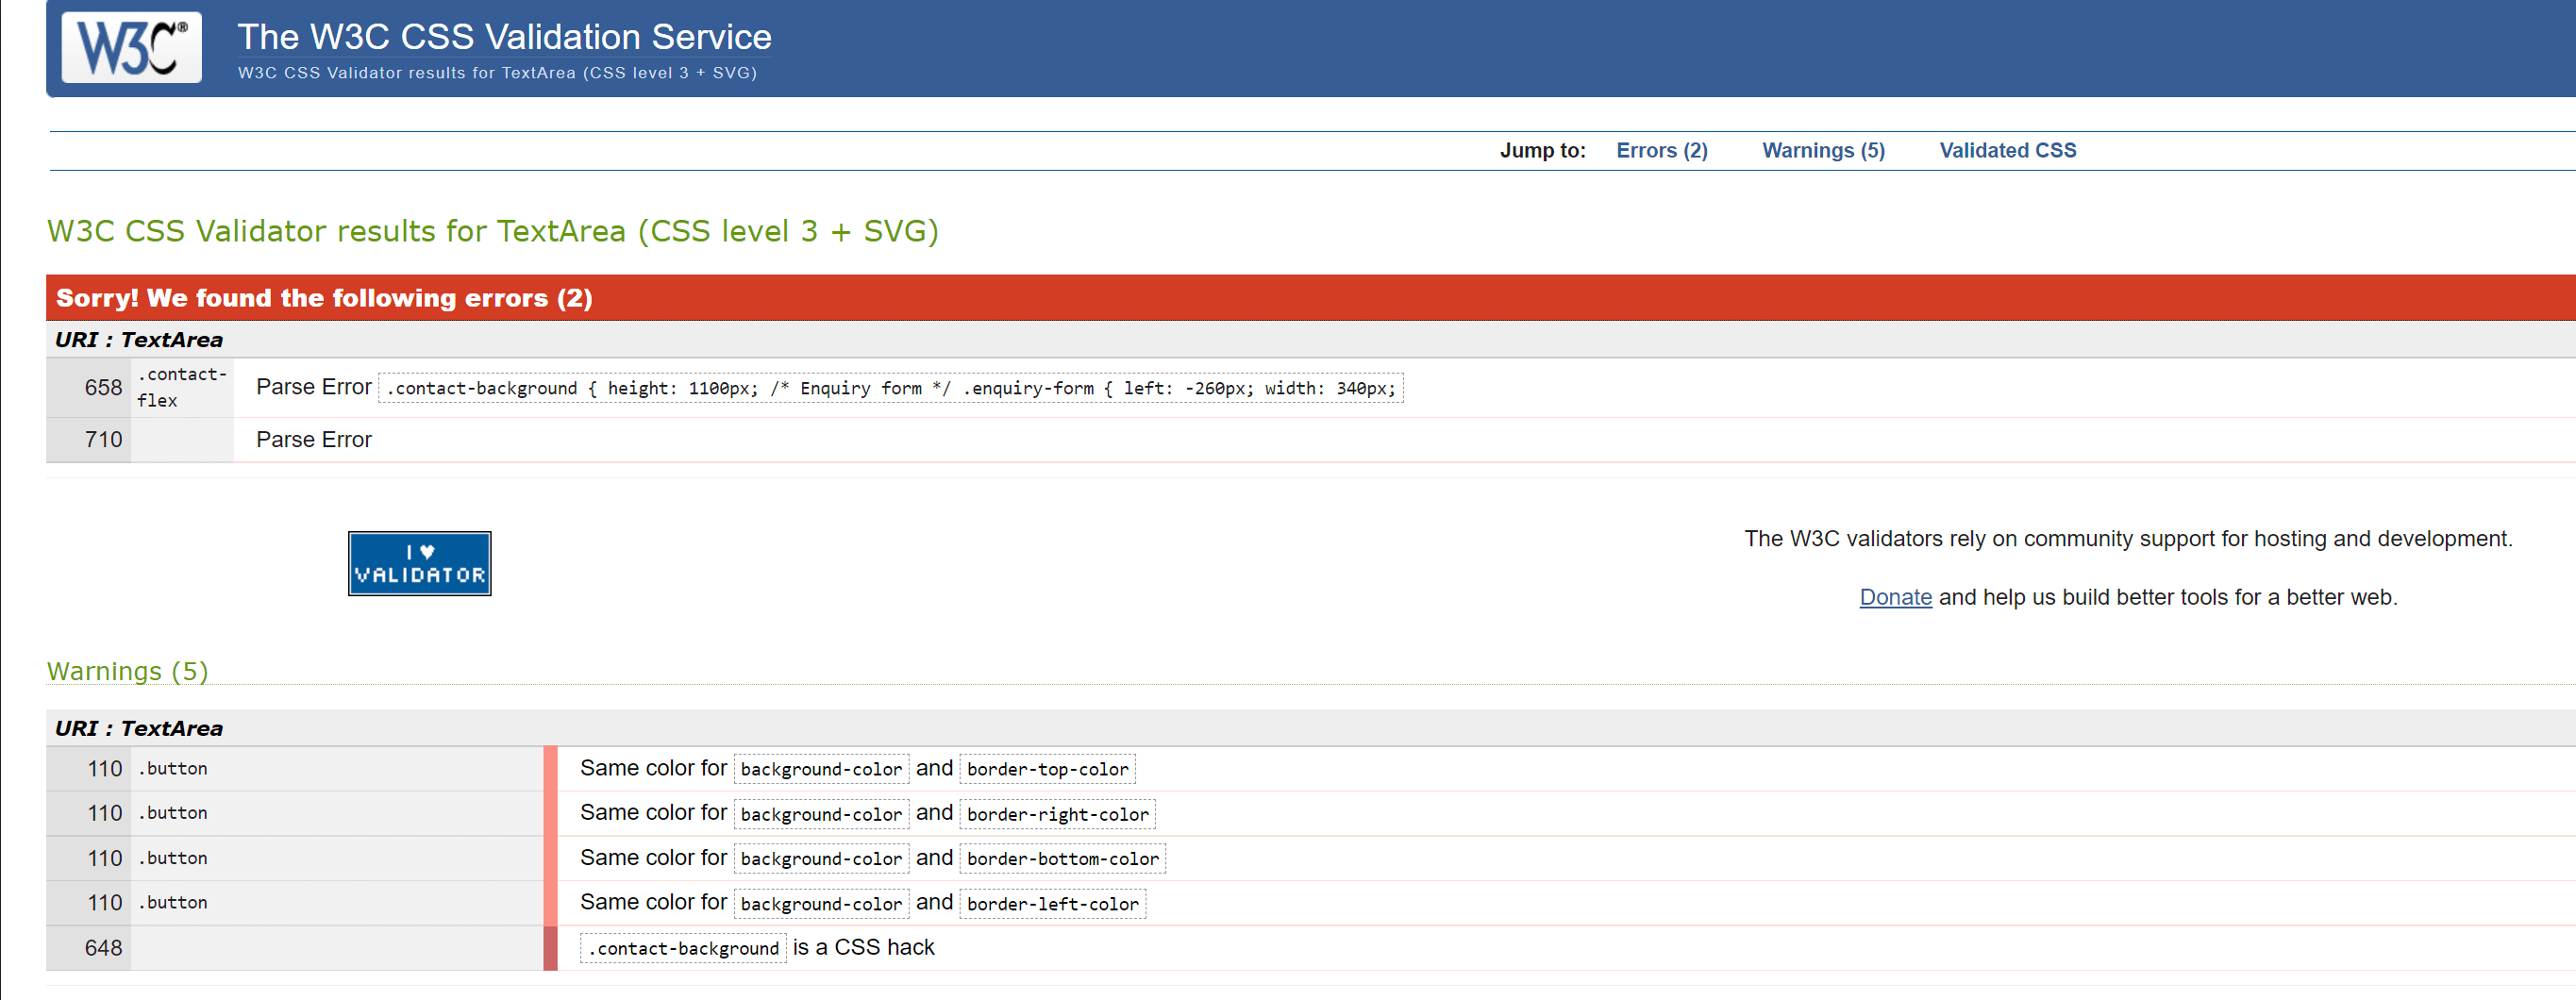 W3C®
The W3C CSS Validation Service
W3C CSS Validator results for TextArea (CSS level 3 + SVG)
Jump to: Errors (2) Warnings (5) Validated CSS
W3C CSS Validator results for TextArea (CSS level 3 + SVG)
Sorry! We found the following errors (2)
URI : TextArea
658 .contact-flex Parse Error .contact-background { height: 1100px; /* Enquiry form */ .enquiry-form { left: -260px; width: 340px;
710 Parse Error
I ♥
VALIDATOR
The W3C validators rely on community support for hosting and development.
Donate and help us build better tools for a better web.
Warnings (5)
URI : TextArea
110 .button Same color for background-color and border-top-color
110 .button Same color for background-color and border-right-color
110 .button Same color for background-color and border-bottom-color
110 .button Same color for background-color and border-left-color
648 .contact-background is a CSS hack